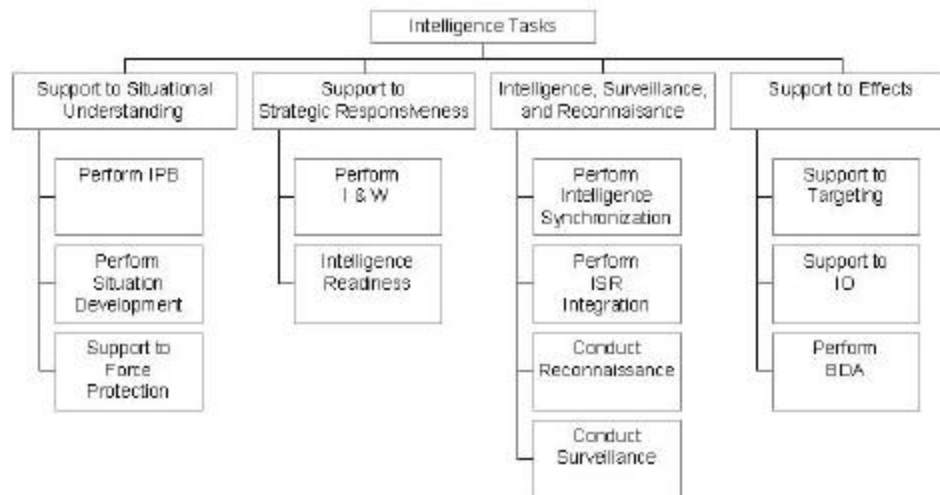 Intelligence Tasks
Support to Situational
Understanding
Support to
Strategic Responsiveness
Intelligence, Surveillance,
and Reconnaisance
Support to Effects
Perform IPB
Perform
Situation
Development
Support to
Force
Protection
Perform
I & W
Intelligence
Readiness
Perform
Intelligence
Synchronization
Perform
ISR
Integration
Conduct
Reconnaissance
Conduct
Surveillance
Support to
Targeting
Support to
IO
Perform
BDA